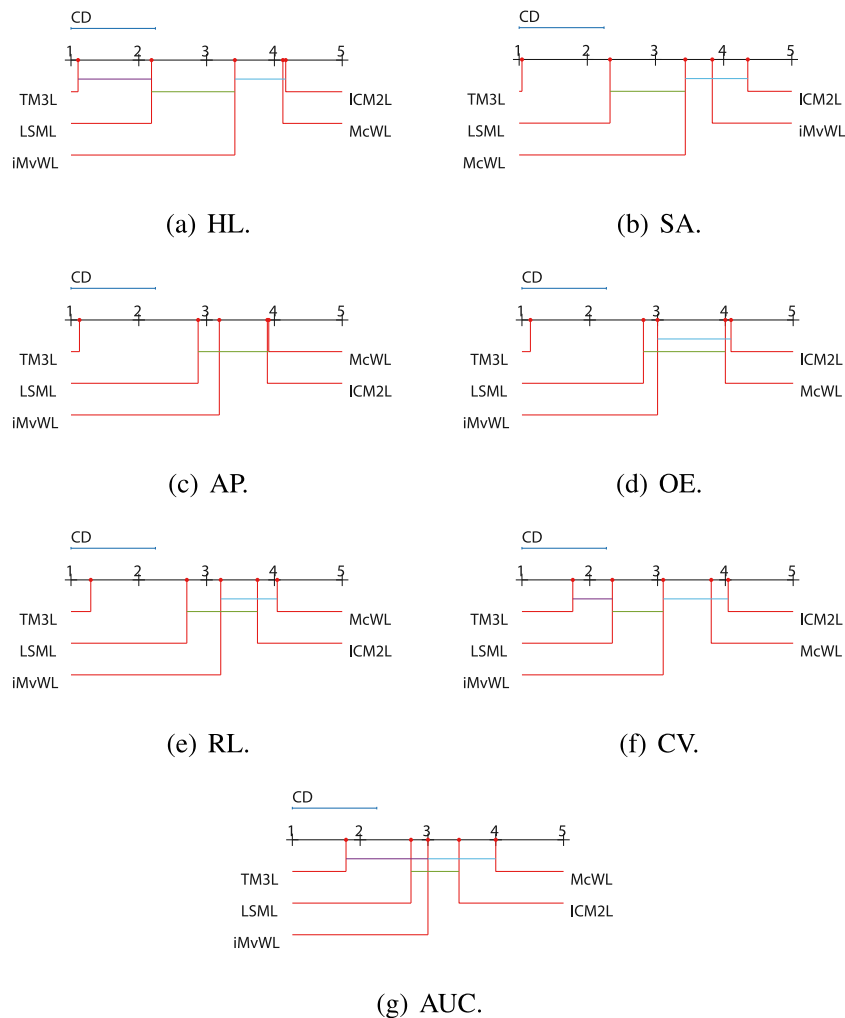 CD
1 2 3 4 5
TM3L ICM2L
LSML McWL
iMvWL
(a) HL.
CD
1 2 3 4 5
TM3L ICM2L
LSML iMvWL
McWL
(b) SA.
CD
1 2 3 4 5
TM3L McWL
LSML ICM2L
iMvWL
(c) AP.
CD
1 2 3 4 5
TM3L ICM2L
LSML McWL
iMvWL
(d) OE.
CD
1 2 3 4 5
TM3L McWL
LSML ICM2L
iMvWL
(e) RL.
CD
1 2 3 4 5
TM3L ICM2L
LSML McWL
iMvWL
(f) CV.
CD
1 2 3 4 5
TM3L McWL
LSML ICM2L
iMvWL
(g) AUC.